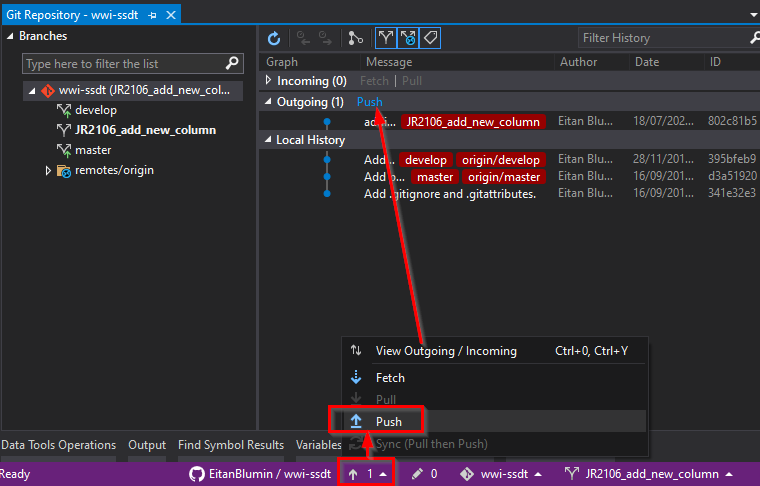 Git Repository - wwi-ssdt
Branches
Type here to filter the list
wwi-ssdt (JR2106_add_new_col...
develop
JR2106_add_new_column
master
remotes/origin
Filter History
Graph Message Author Date ID
Incoming (0) Fetch | Pull
Outgoing (1) Push
JR2106_add_new_column Eitan Blu... 18/07/202... 802c81b5
Local History
Add... develop origin/develop Eitan Blu... 28/11/201... 395bfeb9
Add ... master origin/master Eitan Blu... 16/09/201... d3a51920
Add .gitignore and .gitattributes. Eitan Blu... 16/09/201... 341e32e3
View Outgoing / Incoming Ctrl+0, Ctrl+Y
Fetch
Pull
Push
Sync (Pull then Push)
Data Tools Operations Output Find Symbol Results Variables
Ready EitanBlumin / wwi-ssdt 1 0 wwi-ssdt JR2106_add_new_column